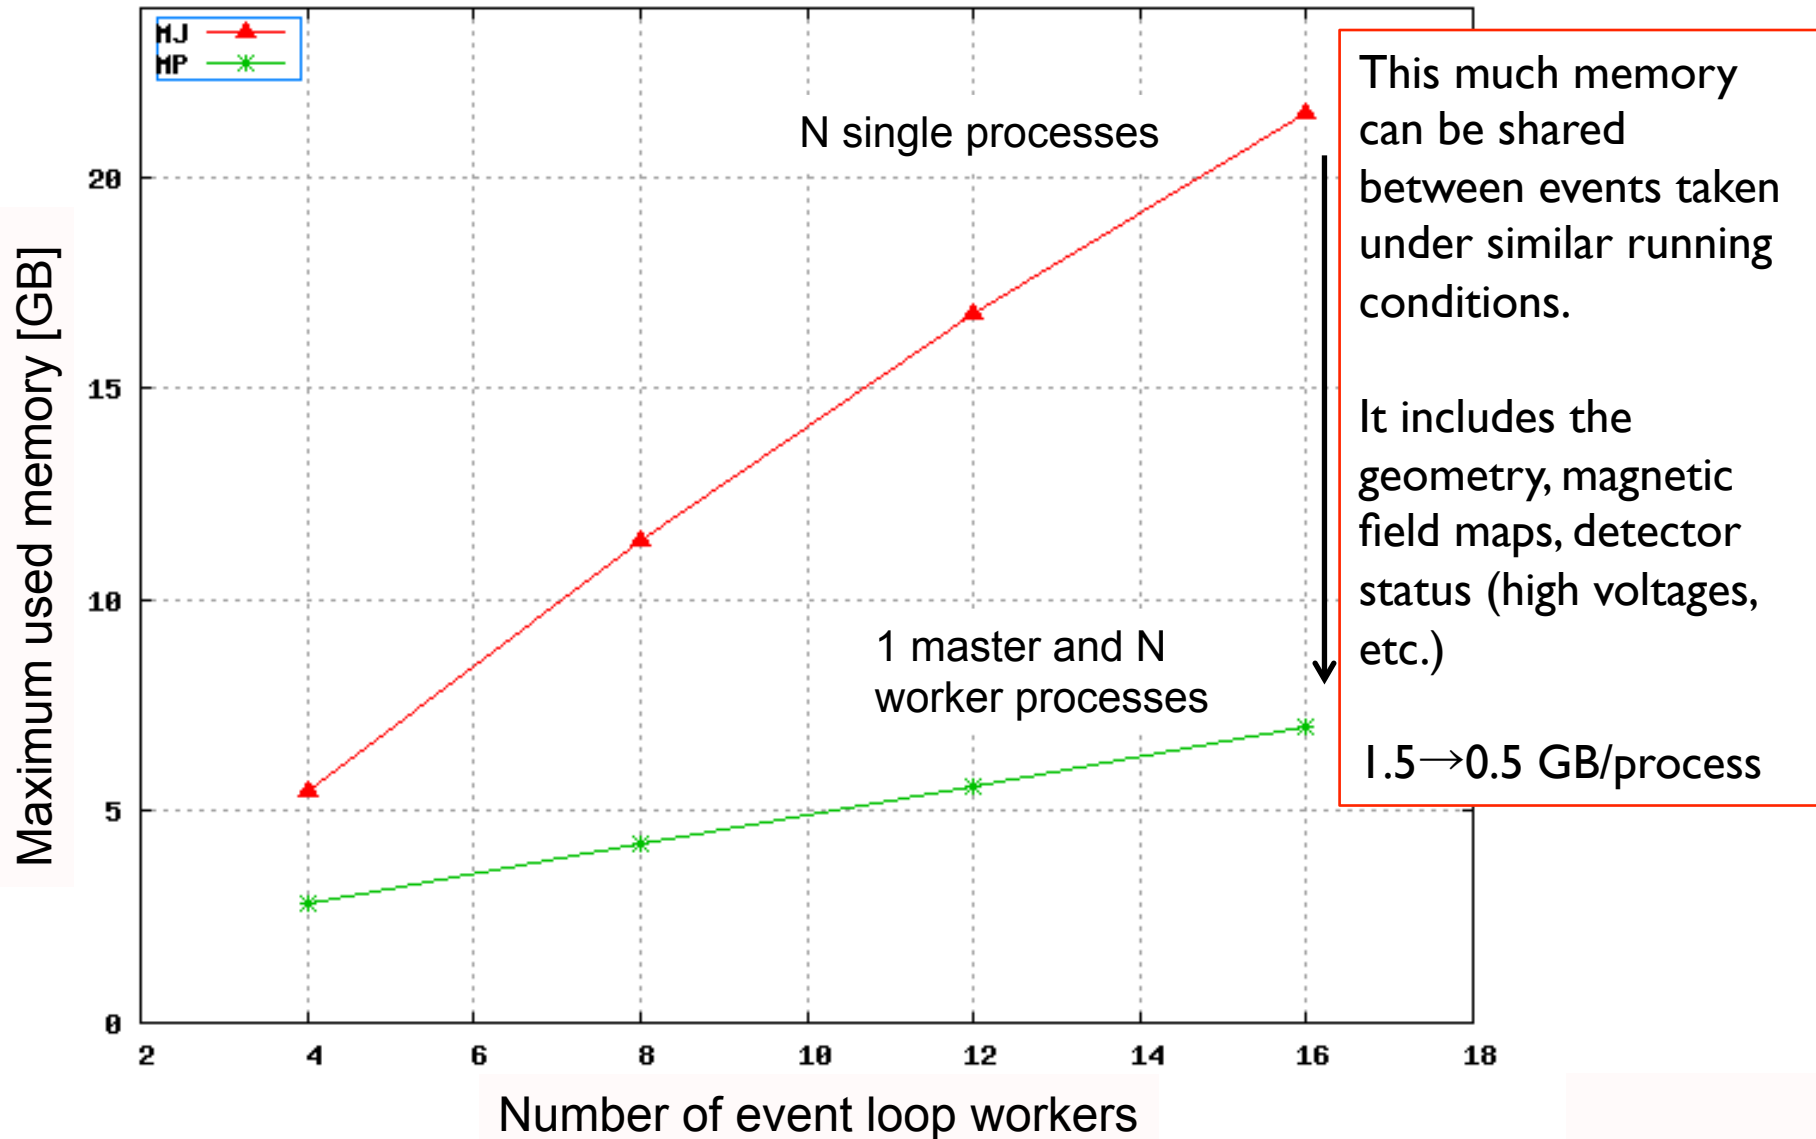 MJ
MP
N single processes
This much memory
can be shared
between events taken
under similar running
conditions.
It includes the
geometry, magnetic
field maps, detector
status (high voltages,
etc.)
1.5→0.5 GB/process
1 master and N
worker processes
Maximum used memory [GB]
20
15
10
5
0
2 4 6 8 10 12 14 16 18
Number of event loop workers